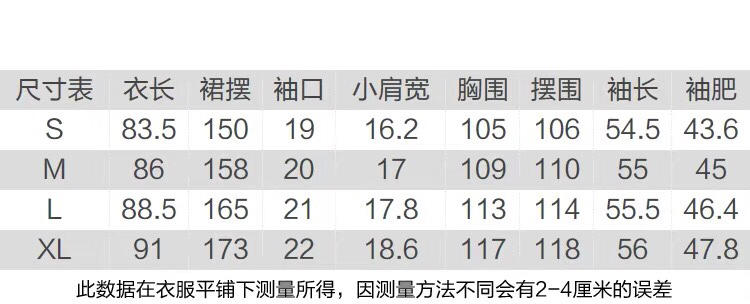 尺寸表 衣长 裙摆 袖口 小肩宽 胸围 摆围 袖长 袖肥
S 83.5 150 19 16.2 105 106 54.5 43.6
M 86 158 20 17 109 110 55 45
L 88.5 165 21 17.8 113 114 55.5 46.4
XL 91 173 22 18.6 117 118 56 47.8
此数据在衣服平铺下测量所得，因测量方法不同会有2-4厘米的误差